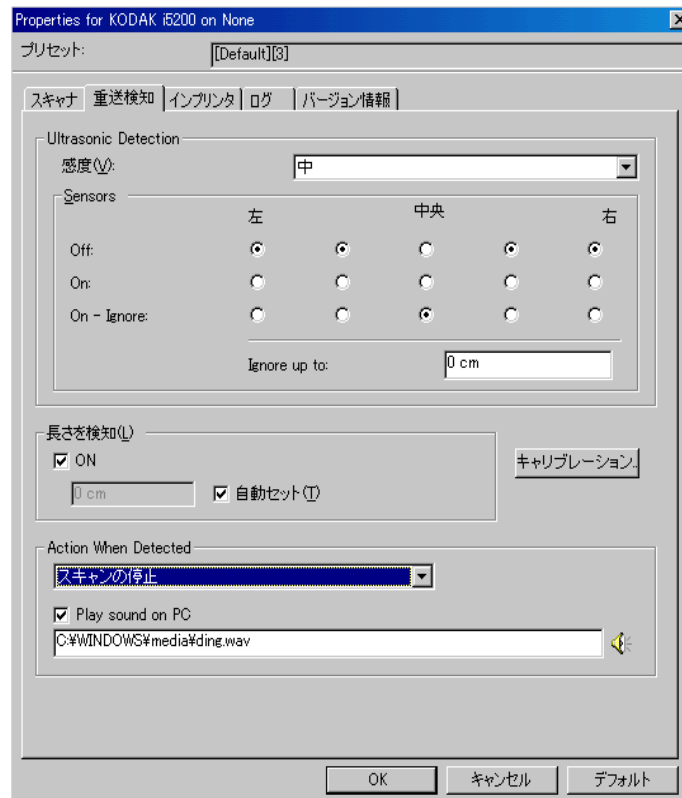 Properties for KODAK i5200 on None
プリセット: [[Default][3]
スキャナ 重送検知 インプリンタ ログ バージョン情報
Ultrasonic Detection
感度(V): 中
Sensors
左 中央 右
Off:
On:
On - Ignore:
Ignore up to: 0 cm
長さを検知(L)
ON
キャリブレーション..
0 cm 自動セット(T)
Action When Detected
スキャンの停止
Play sound on PC
C:¥WINDOWS¥media¥ding.wav
OK キャンセル デフォルト